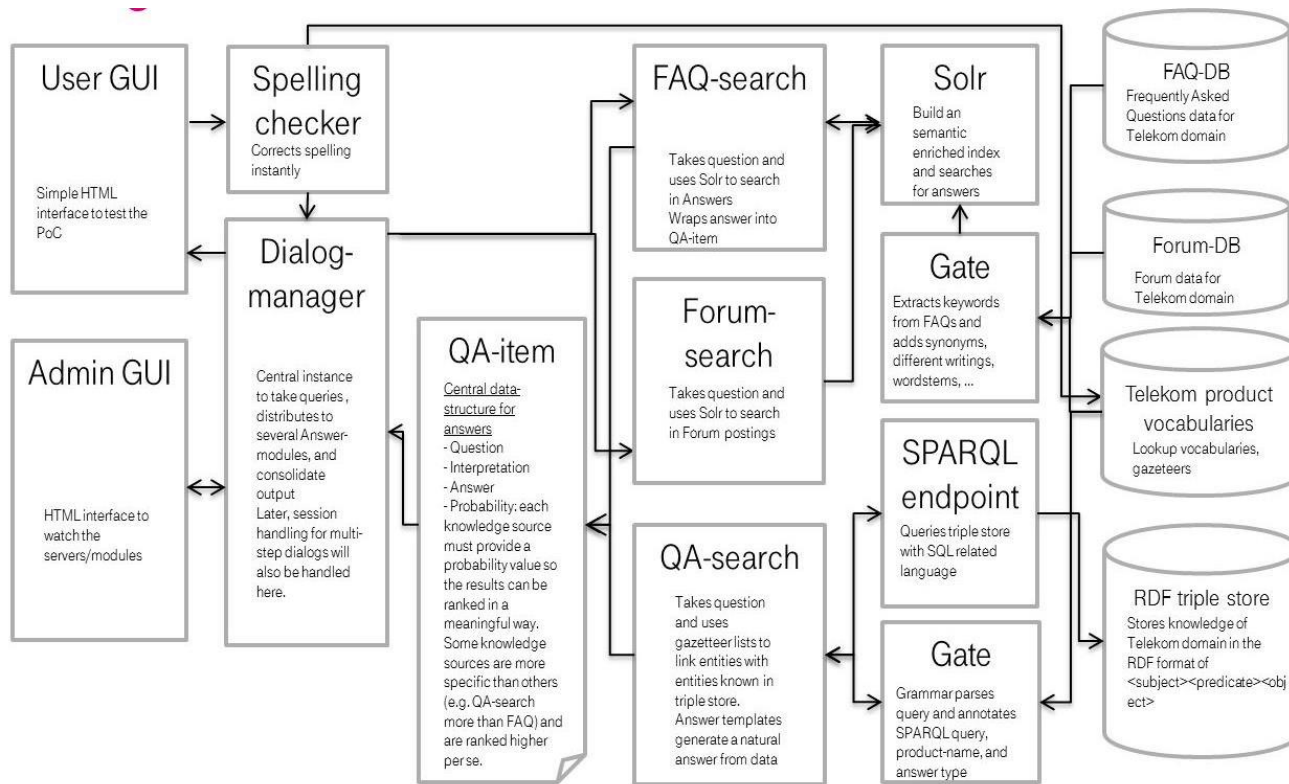 User GUI
Simple HTML
interface to test the
PoC
Spelling
checker
Corrects spelling
instantly
Dialog-
manager
Central instance
to take queries ,
distributes to
several Answer-
modules, and
consolidate
output
Later, session
handling for multi-
step dialogs will
also be handled
here.
Admin GUI
HTML interface to
watch the
servers/modules
QA-item
Central data-
structure for
answers
- Question
- Interpretation
- Answer
- Probability: each
knowledge source
must provide a
probability value so
the results can be
ranked in a
meaningful way.
Some knowledge
sources are more
specific than others
(e.g. QA-search
more than FAQ) and
are ranked higher
per se.
FAQ-search
Takes question and
uses Solr to search
in Answers
Wraps answer into
QA-item
Forum-
search
Takes question and
uses Solr to search
in Forum postings
QA-search
Takes question
and uses
gazetteer lists to
link entities with
entities known in
triple store.
Answer templates
generate a natural
answer from data
Solr
Build an
semantic
enriched index
and searches
for answers
Gate
Extracts keywords
from FAQs and
adds synonyms,
different writings,
wordstems, ...
SPARQL
endpoint
Queries triple store
with SQL related
language
Gate
Grammar parses
query and annotates
SPARQL query,
product-name, and
answer type
FAQ-DB
Frequently Asked
Questions data for
Telekom domain
Forum-DB
Forum data for
Telekom domain
Telekom product
vocabularies
Lookup vocabularies,
gazeteers
RDF triple store
Stores knowledge of
Telekom domain in the
RDF format of
<subject><predicate><obj
ect>